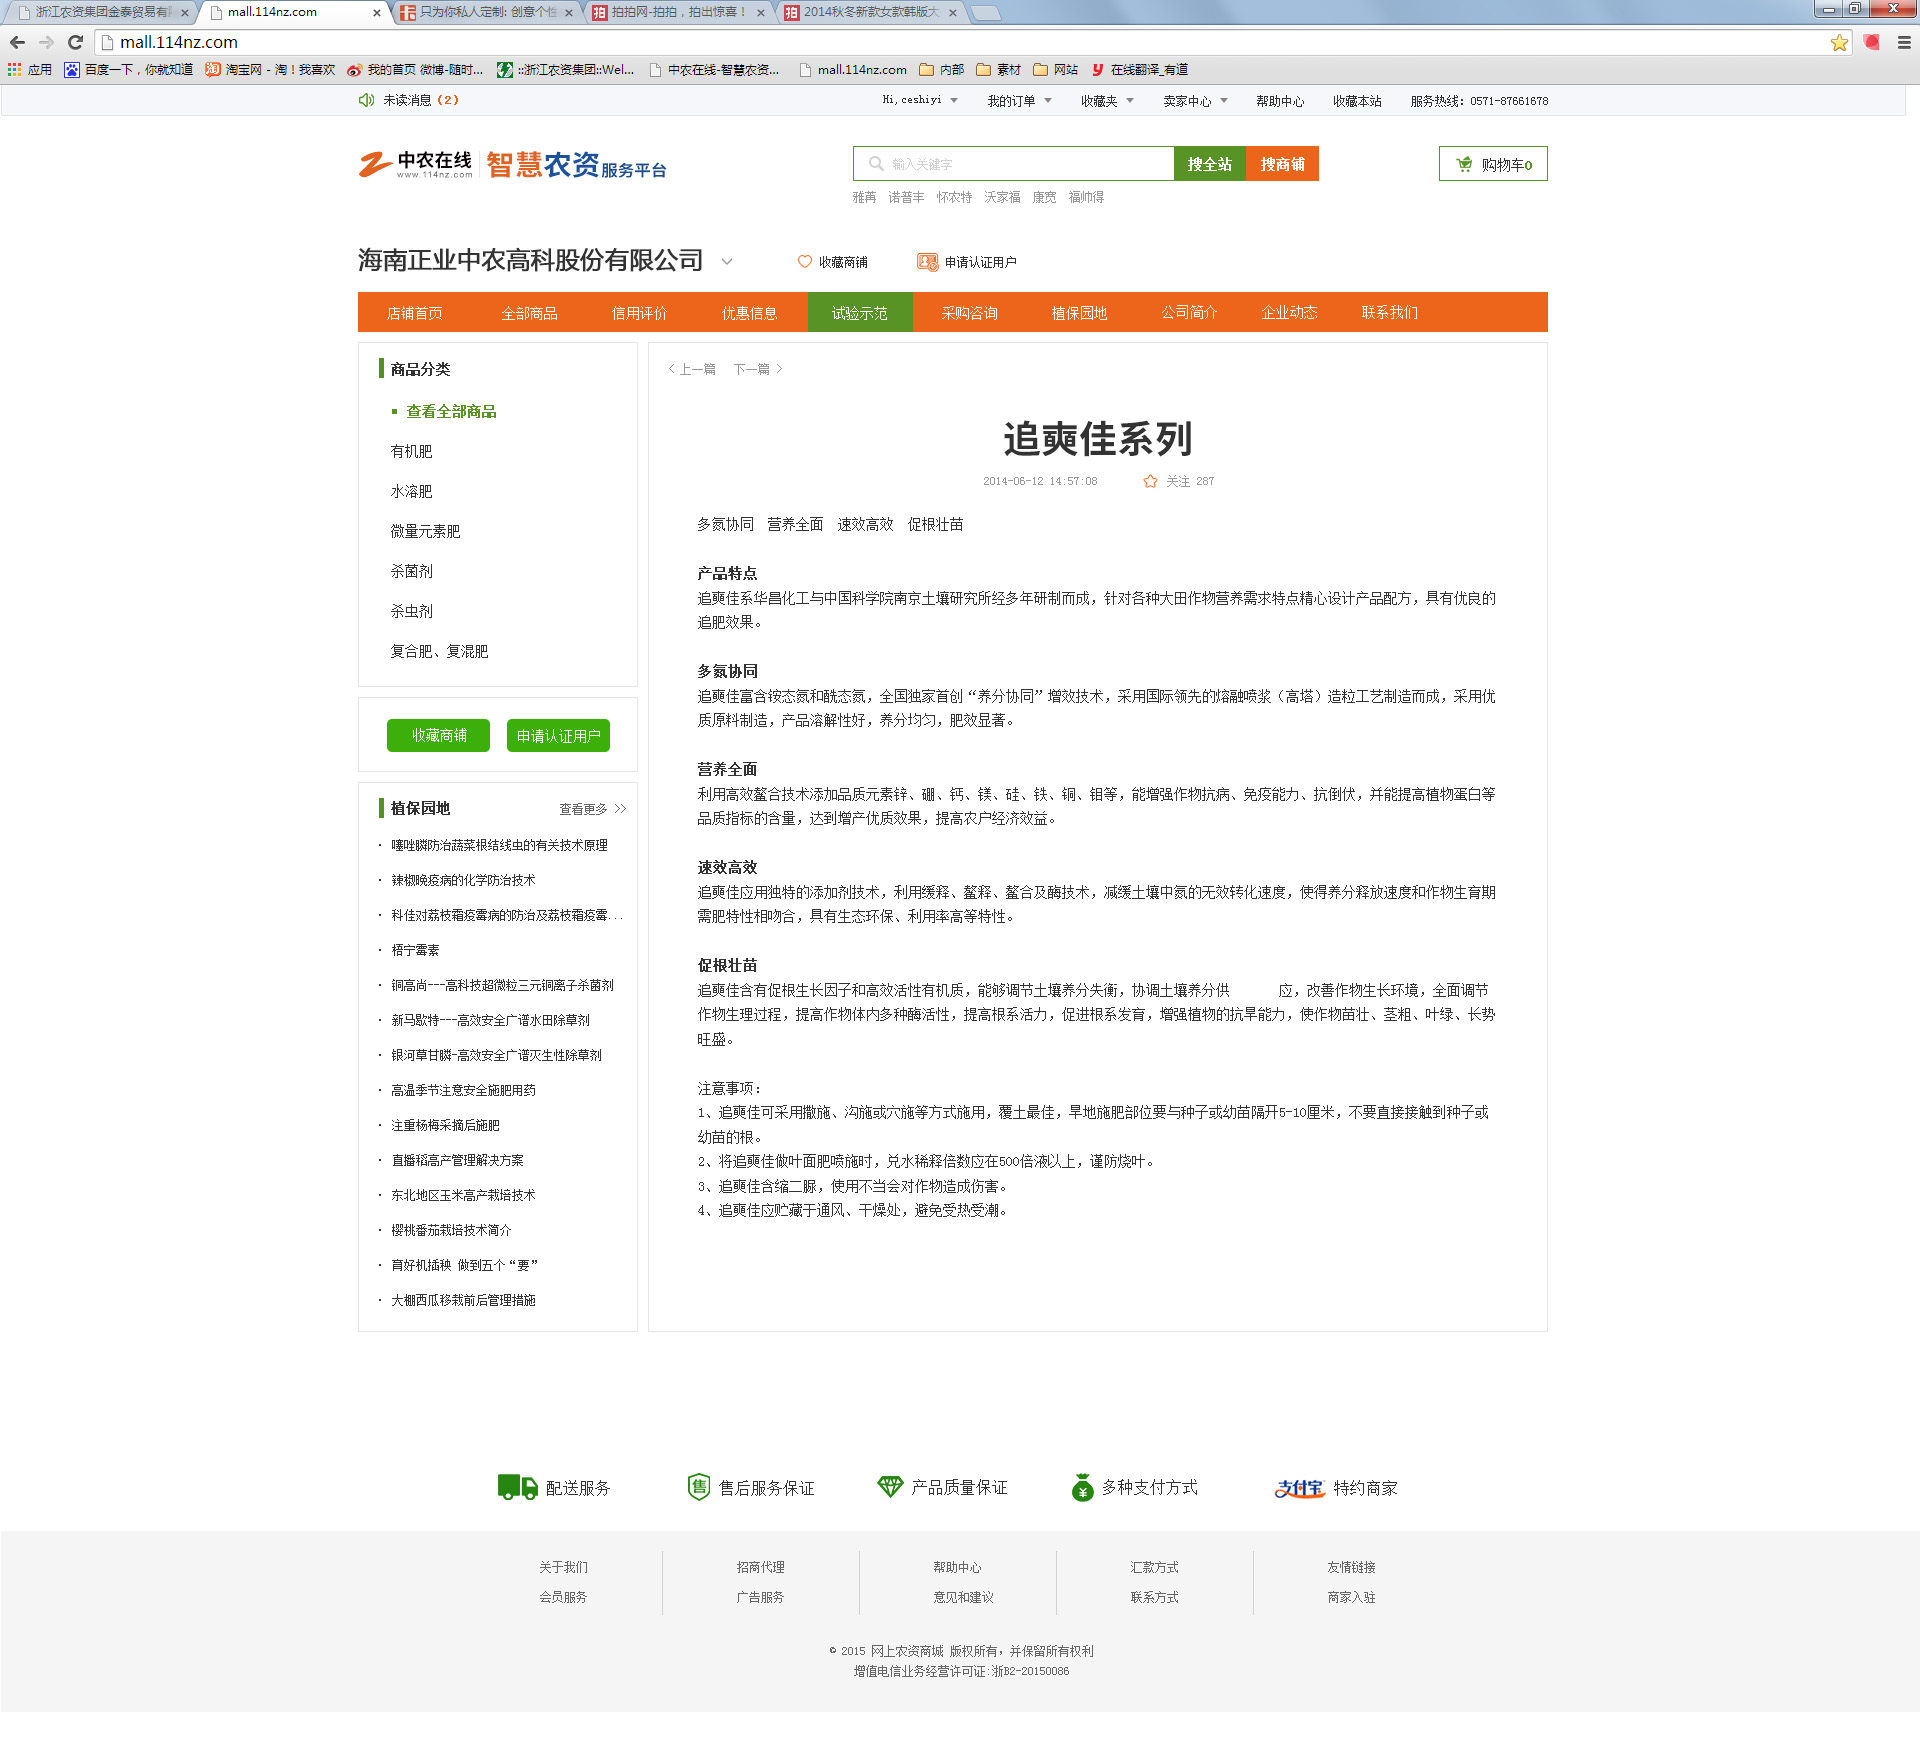 浙江农资集团金泰贸易有
mall.114nz.com
只为你私人定制: 创意个性
拍拍网-拍拍，拍出惊喜！
2014秋冬新款女款韩版大
mall.114nz.com
应用
百度一下，你就知道
淘宝网 - 淘！我喜欢
我的首页 微博-随时...
::浙江农资集团::Wel...
中农在线-智慧农资...
mall.114nz.com
内部
素材
网站
在线翻译_有道
未读消息（2）
Hi,ceshiyi
我的订单
收藏夹
卖家中心
帮助中心
收藏本站
服务热线：0571-87661678
中农在线
www.114nz.com
智慧农资服务平台
输入关键字
搜全站
搜商铺
购物车0
雅苒 诺普丰 怀农特 沃家福 康宽 福帅得
海南正业中农高科股份有限公司
收藏商铺
申请认证用户
店铺首页 全部商品 信用评价 优惠信息 试验示范 采购咨询 植保园地 公司简介 企业动态 联系我们
商品分类
查看全部商品
有机肥
水溶肥
微量元素肥
杀菌剂
杀虫剂
复合肥、复混肥
收藏商铺
申请认证用户
植保园地
查看更多 >>
· 噻唑膦防治蔬菜根结线虫的有关技术原理
· 辣椒晚疫病的化学防治技术
· 科佳对荔枝霜疫霉病的防治及荔枝霜疫霉...
· 梧宁霉素
· 铜高尚---高科技超微粒三元铜离子杀菌剂
· 新马歇特---高效安全广谱水田除草剂
· 银河草甘膦-高效安全广谱灭生性除草剂
· 高温季节注意安全施肥用药
· 注重杨梅采摘后施肥
· 直播稻高产管理解决方案
· 东北地区玉米高产栽培技术
· 樱桃番茄栽培技术简介
· 育好机插秧 做到五个“要”
· 大棚西瓜移栽前后管理措施
< 上一篇 下一篇 >
追奭佳系列
2014-06-12 14:57:08
关注 287
多氮协同 营养全面 速效高效 促根壮苗
产品特点
追奭佳系华昌化工与中国科学院南京土壤研究所经多年研制而成，针对各种大田作物营养需求特点精心设计产品配方，具有优良的
追肥效果。
多氮协同
追奭佳富含铵态氮和酰态氮，全国独家首创“养分协同”增效技术，采用国际领先的熔融喷浆（高塔）造粒工艺制造而成，采用优
质原料制造，产品溶解性好，养分均匀，肥效显著。
营养全面
利用高效螯合技术添加品质元素锌、硼、钙、镁、硅、铁、铜、钼等，能增强作物抗病、免疫能力、抗倒伏，并能提高植物蛋白等
品质指标的含量，达到增产优质效果，提高农户经济效益。
速效高效
追奭佳应用独特的添加剂技术，利用缓释、螯释、螯合及酶技术，减缓土壤中氮的无效转化速度，使得养分释放速度和作物生育期
需肥特性相吻合，具有生态环保、利用率高等特性。
促根壮苗
追奭佳含有促根生长因子和高效活性有机质，能够调节土壤养分失衡，协调土壤养分供 应，改善作物生长环境，全面调节
作物生理过程，提高作物体内多种酶活性，提高根系活力，促进根系发育，增强植物的抗旱能力，使作物苗壮、茎粗、叶绿、长势
旺盛。
注意事项：
1、追奭佳可采用撒施、沟施或穴施等方式施用，覆土最佳，旱地施肥部位要与种子或幼苗隔开5-10厘米，不要直接接触到种子或
幼苗的根。
2、将追奭佳做叶面肥喷施时，兑水稀释倍数应在500倍液以上，谨防烧叶。
3、追奭佳含缩二脲，使用不当会对作物造成伤害。
4、追奭佳应贮藏于通风、干燥处，避免受热受潮。
配送服务
售 售后服务保证
产品质量保证
¥ 多种支付方式
支付宝 特约商家
关于我们 招商代理 帮助中心 汇款方式 友情链接
会员服务 广告服务 意见和建议 联系方式 商家入驻
© 2015 网上农资商城 版权所有，并保留所有权利
增值电信业务经营许可证:浙B2-20150086